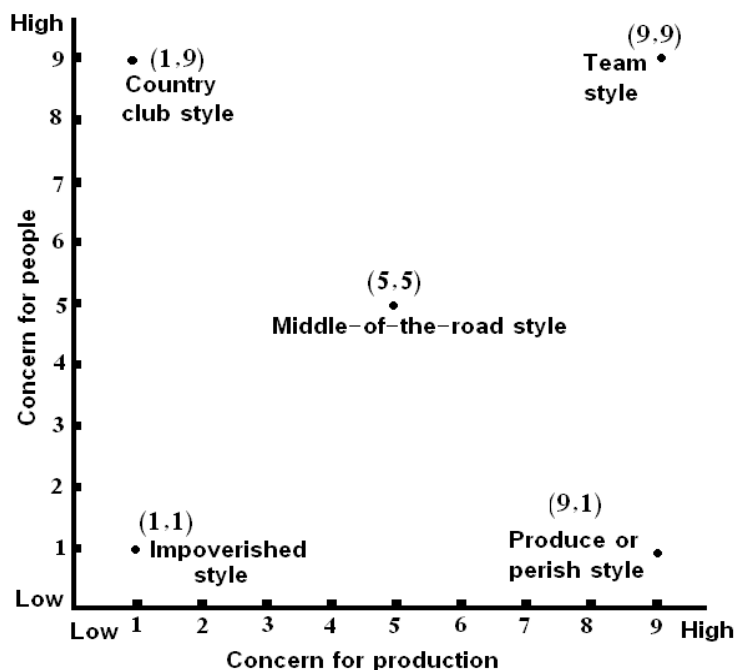 High
9
(1,9)
Country
club style
(9,9)
Team
style
8
7
6
5
(5,5)
Middle-of-the-road style
4
3
2
1
(1,1)
Impoverished
style
(9,1)
Produce or
perish style
Low
Concern for people
Low 1 2 3 4 5 6 7 8 9 High
Concern for production